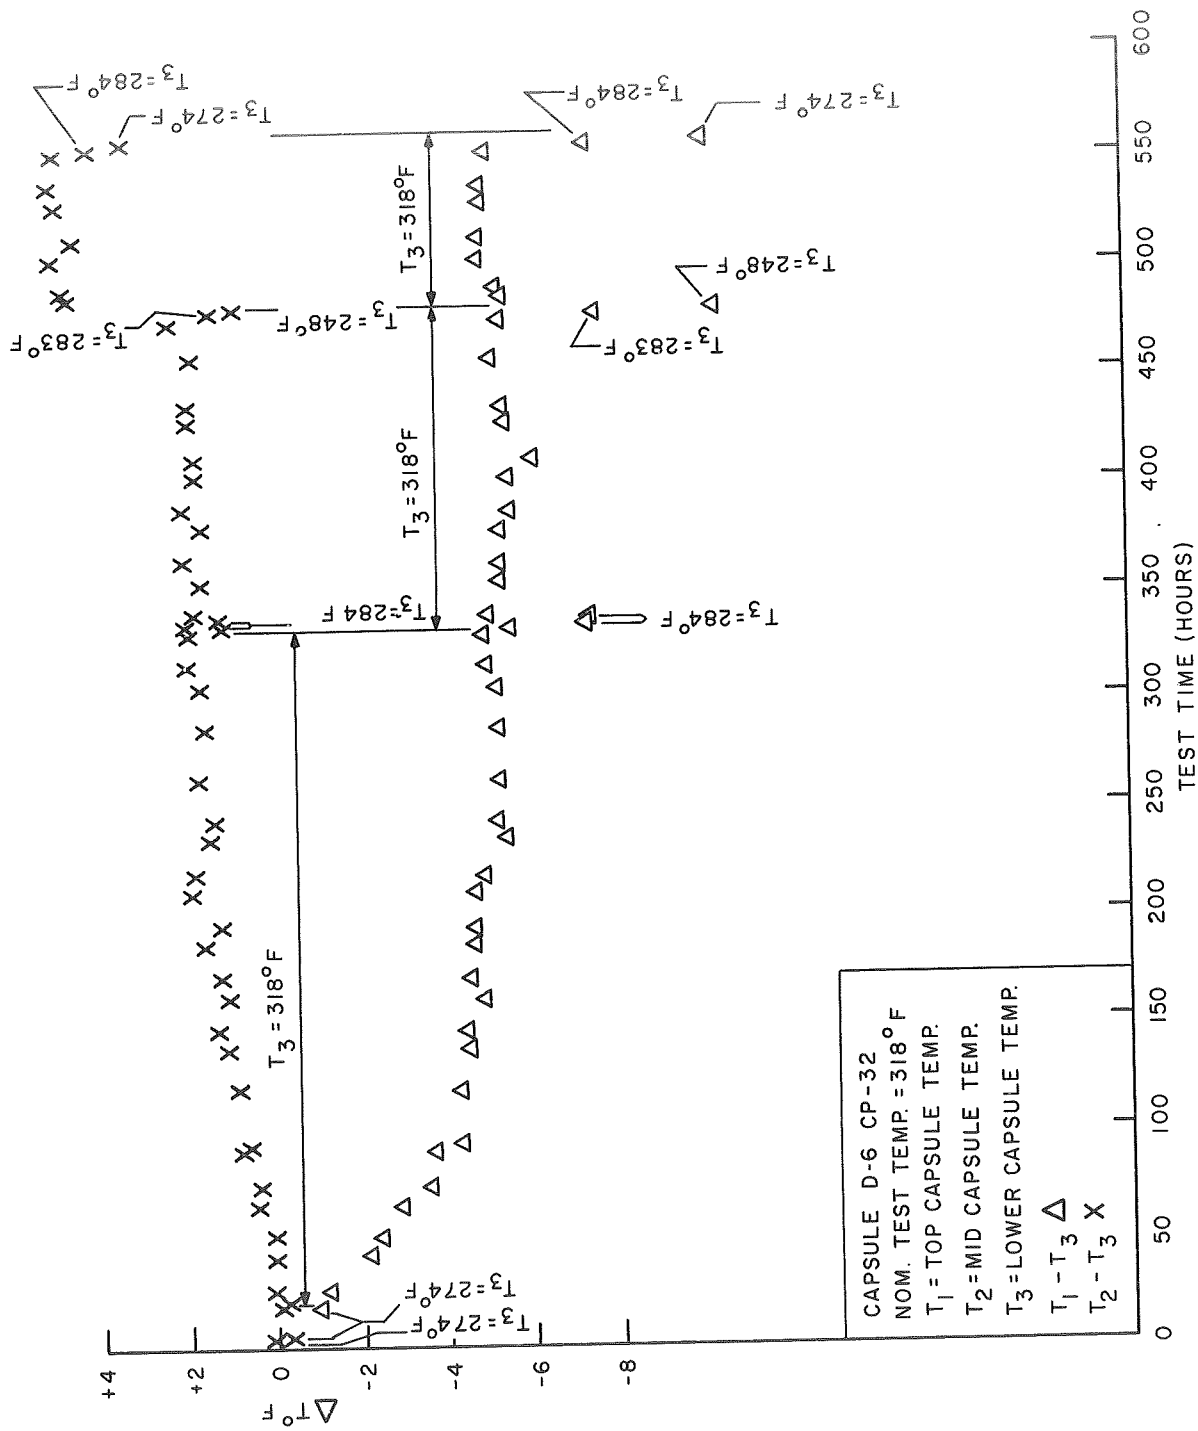 +4
+2
0
-2
-4
-6
-8
ΔT°F
T3=284°F
T3=274°F
T3=283°F
T3=248°F
T3=318°F
T3=318°F
T3=318°F
T3=284F
T3=274°F
T3=274°F
T3=284°F
T3=274°F
T3=248°F
T3=283°F
T3=284°F
CAPSULE D-6 CP-32
NOM. TEST TEMP. = 318°F
T1 = TOP CAPSULE TEMP.
T2 = MID CAPSULE TEMP.
T3 = LOWER CAPSULE TEMP.
T1 - T3 Δ
T2 - T3 X
0
50
100
150
200
250
300
350
400
450
500
550
600
TEST TIME (HOURS)